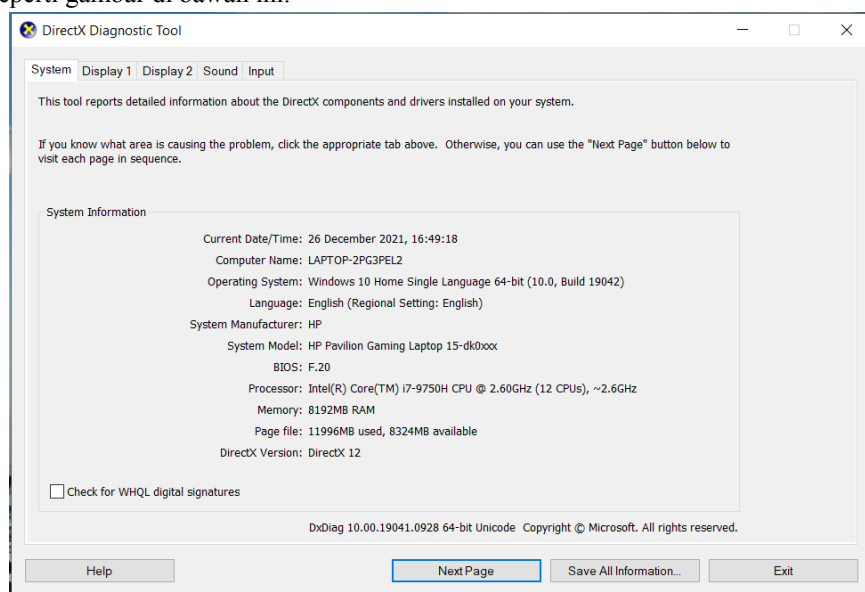 seperti gambar di bawah ini.
DirectX Diagnostic Tool
System Display 1 Display 2 Sound Input
This tool reports detailed information about the DirectX components and drivers installed on your system.
If you know what area is causing the problem, click the appropriate tab above. Otherwise, you can use the "Next Page" button below to
visit each page in sequence.
System Information
Current Date/Time: 26 December 2021, 16:49:18
Computer Name: LAPTOP-2PG3PEL2
Operating System: Windows 10 Home Single Language 64-bit (10.0, Build 19042)
Language: English (Regional Setting: English)
System Manufacturer: HP
System Model: HP Pavilion Gaming Laptop 15-dk0xxx
BIOS: F.20
Processor: Intel(R) Core(TM) i7-9750H CPU @ 2.60GHz (12 CPUs), ~2.6GHz
Memory: 8192MB RAM
Page file: 11996MB used, 8324MB available
DirectX Version: DirectX 12
Check for WHQL digital signatures
DxDiag 10.00.19041.0928 64-bit Unicode Copyright © Microsoft. All rights reserved.
Help Next Page Save All Information... Exit